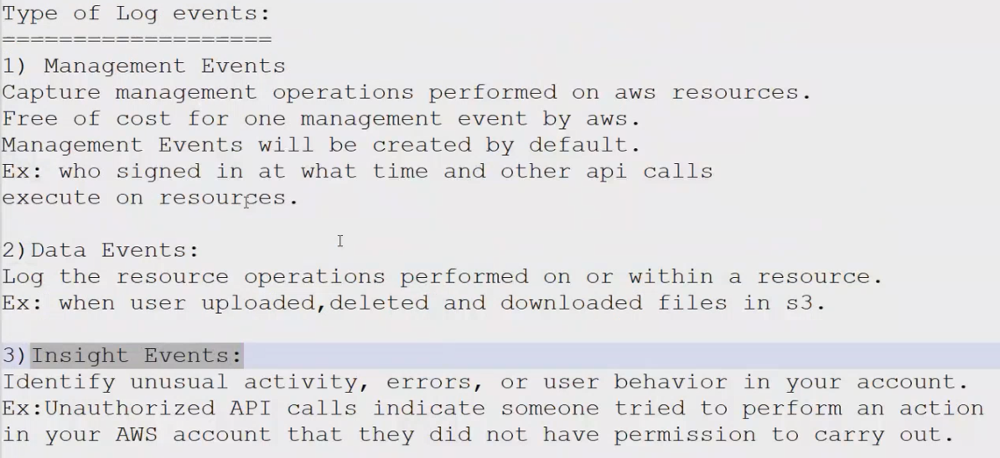 Type of Log events:
===================
1) Management Events
Capture management operations performed on aws resources.
Free of cost for one management event by aws.
Management Events will be created by default.
Ex: who signed in at what time and other api calls
execute on resources.
2)Data Events:
Log the resource operations performed on or within a resource.
Ex: when user uploaded,deleted and downloaded files in s3.
3)Insight Events:
Identify unusual activity, errors, or user behavior in your account.
Ex:Unauthorized API calls indicate someone tried to perform an action
in your AWS account that they did not have permission to carry out.